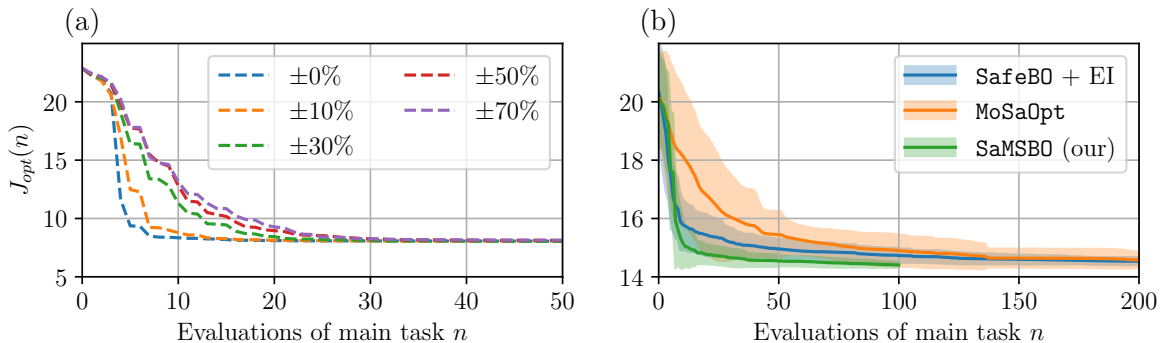 (a)
J_opt(n)
20
15
10
5
0 10 20 30 40 50
Evaluations of main task n
±0%
±10%
±30%
±50%
±70%
(b)
22
20
18
16
14
0 50 100 150 200
Evaluations of main task n
SafeBO + EI
MoSaOpt
SaMSBO (our)